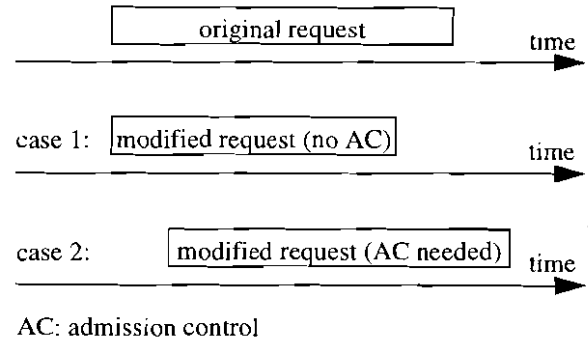 original request
time
case 1: modified request (no AC)
time
case 2: modified request (AC needed)
time
AC: admission control